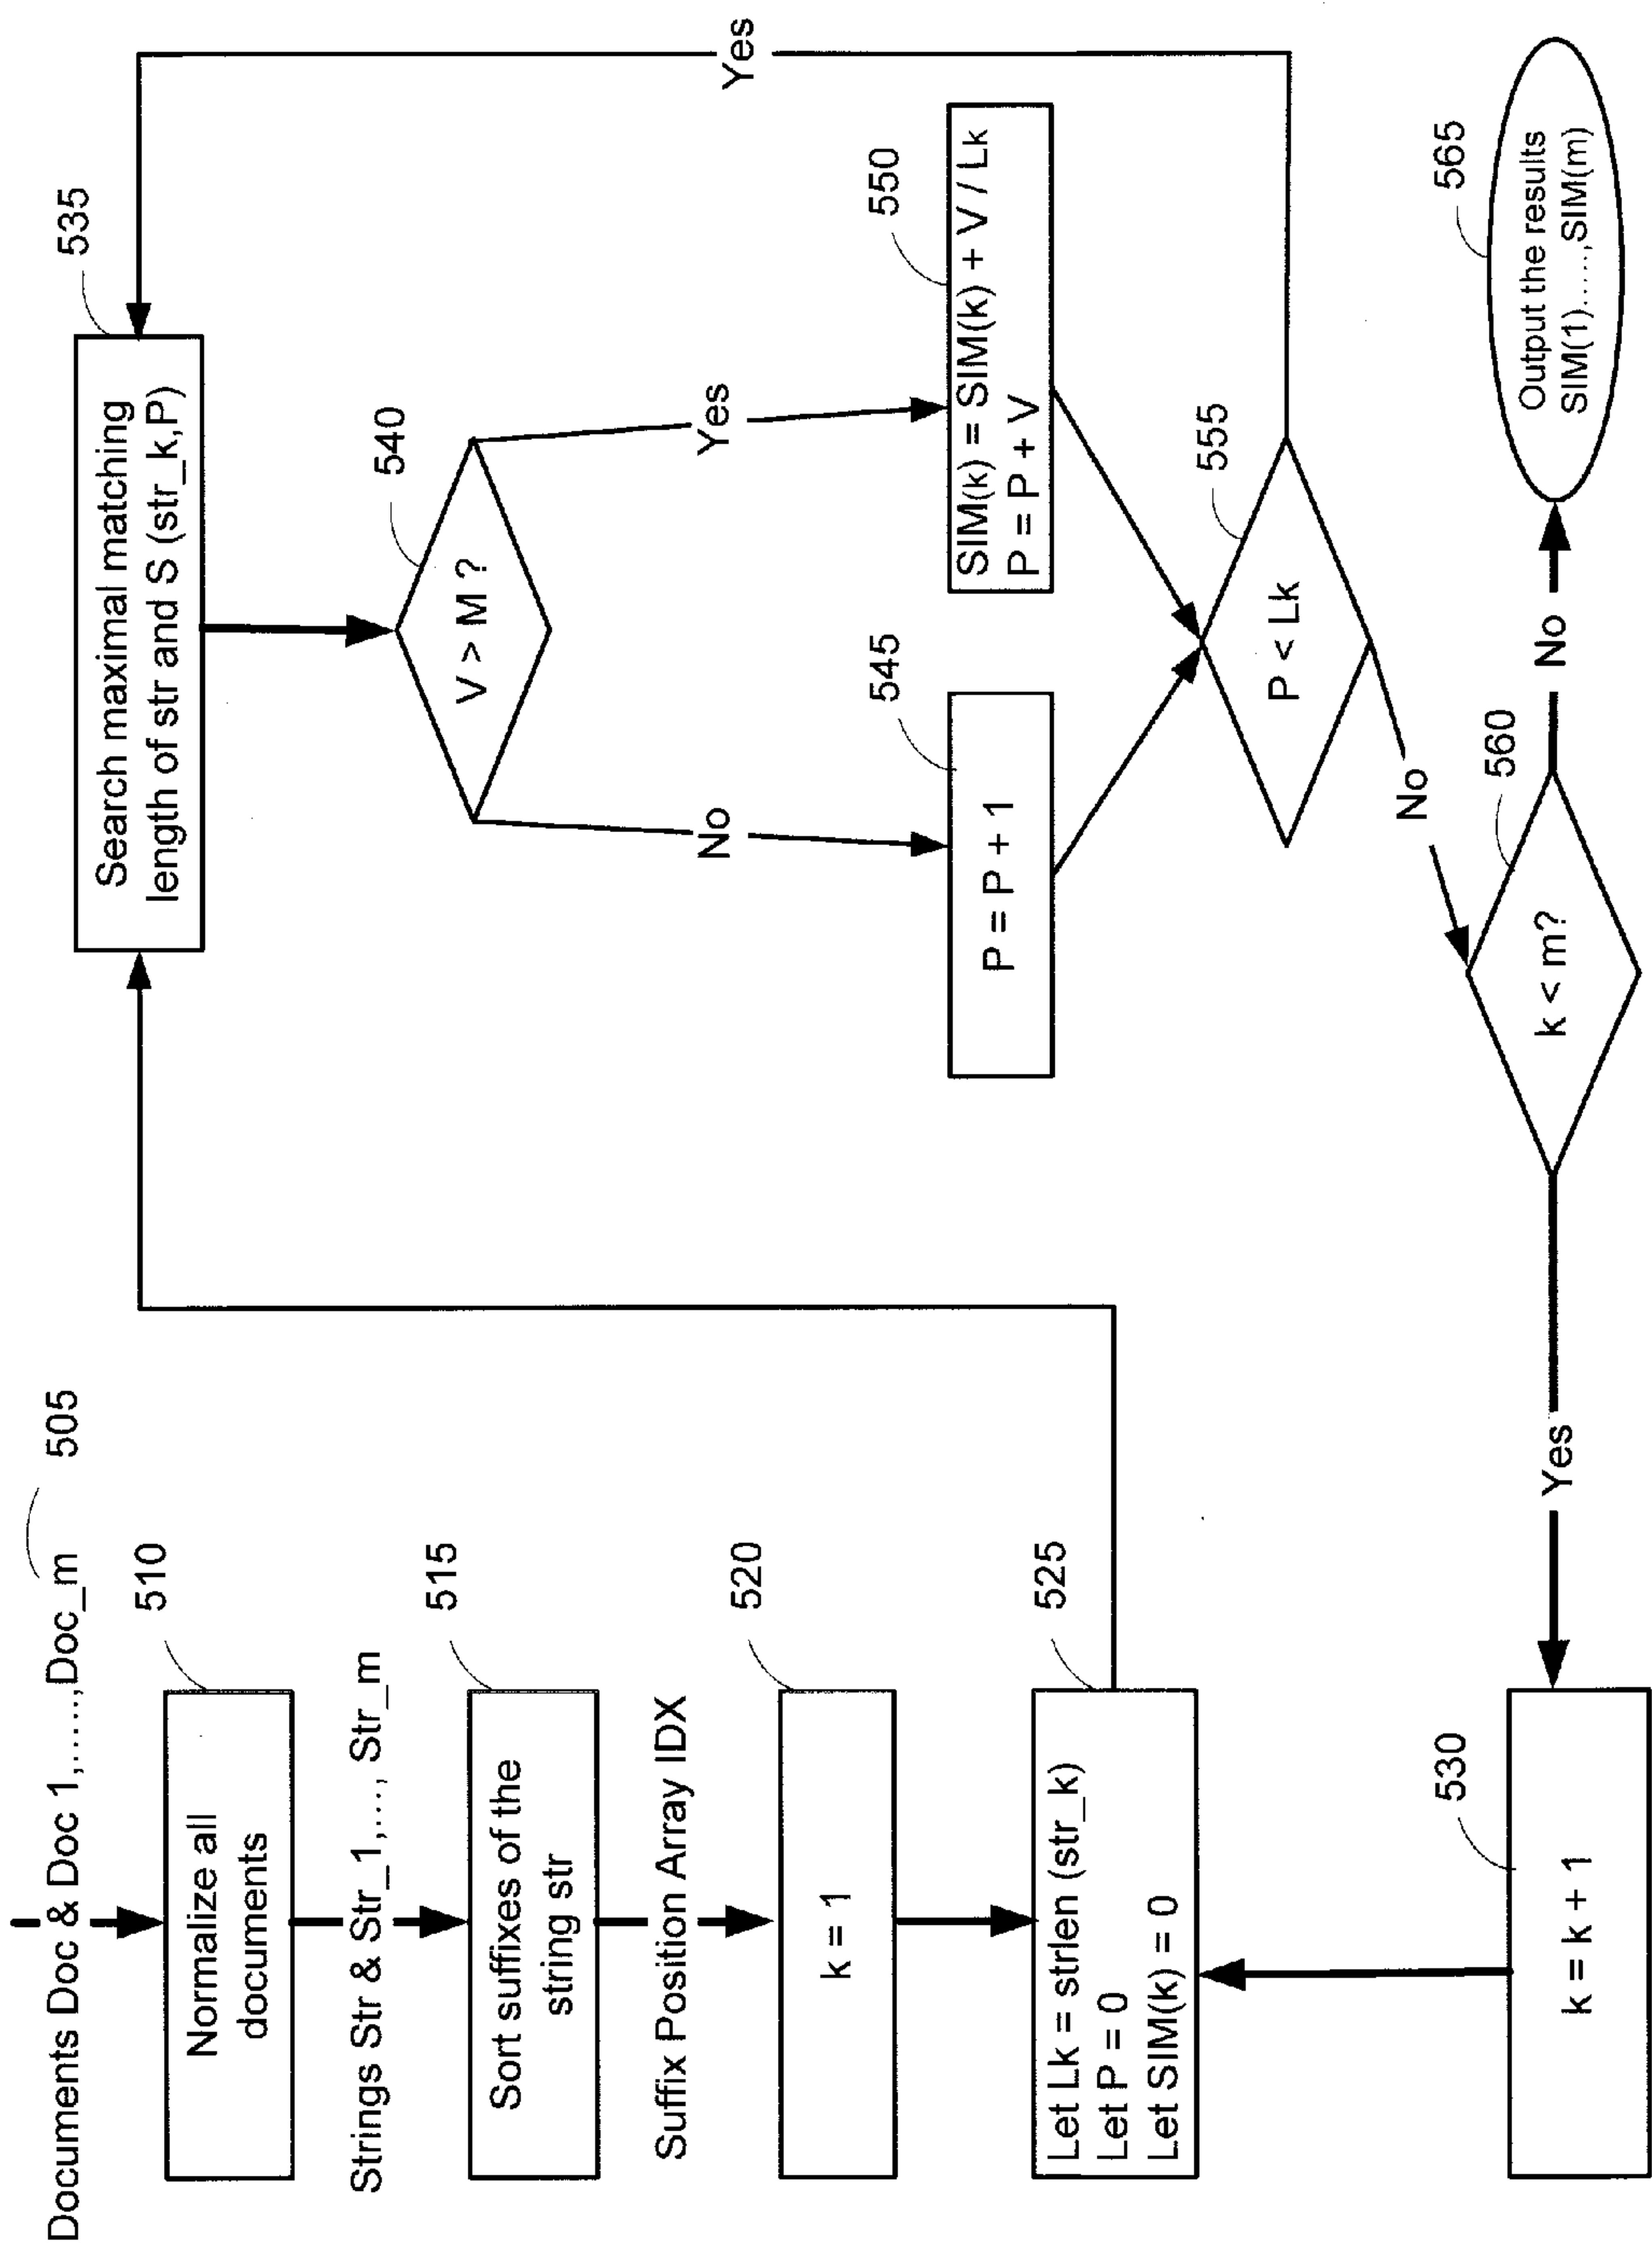 Documents Doc & Doc 1,......,Doc_m
505
510
Normalize all
documents
Strings Str & Str_1,..., Str_m
515
Sort suffixes of the
string str
Suffix Position Array IDX
520
k = 1
525
Let Lk = strlen (str_k)
Let P = 0
Let SIM(k) = 0
530
k = k + 1
535
Search maximal matching
length of str and S (str_k,P)
540
V > M ?
Yes
No
545
P = P + 1
550
SIM(k) = SIM(k) + V / Lk
P = P + V
555
P < Lk
Yes
No
560
k < m?
Yes
No
565
Output the results
SIM(1)......,SIM(m)